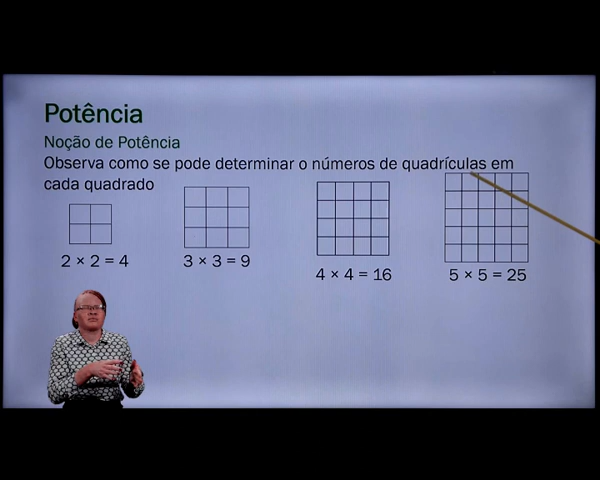 Potência
Noção de Potência
Observa como se pode determinar o números de quadrículas em
cada quadrado
2 × 2 = 4
3 × 3 = 9
4 × 4 = 16
5 × 5 = 25